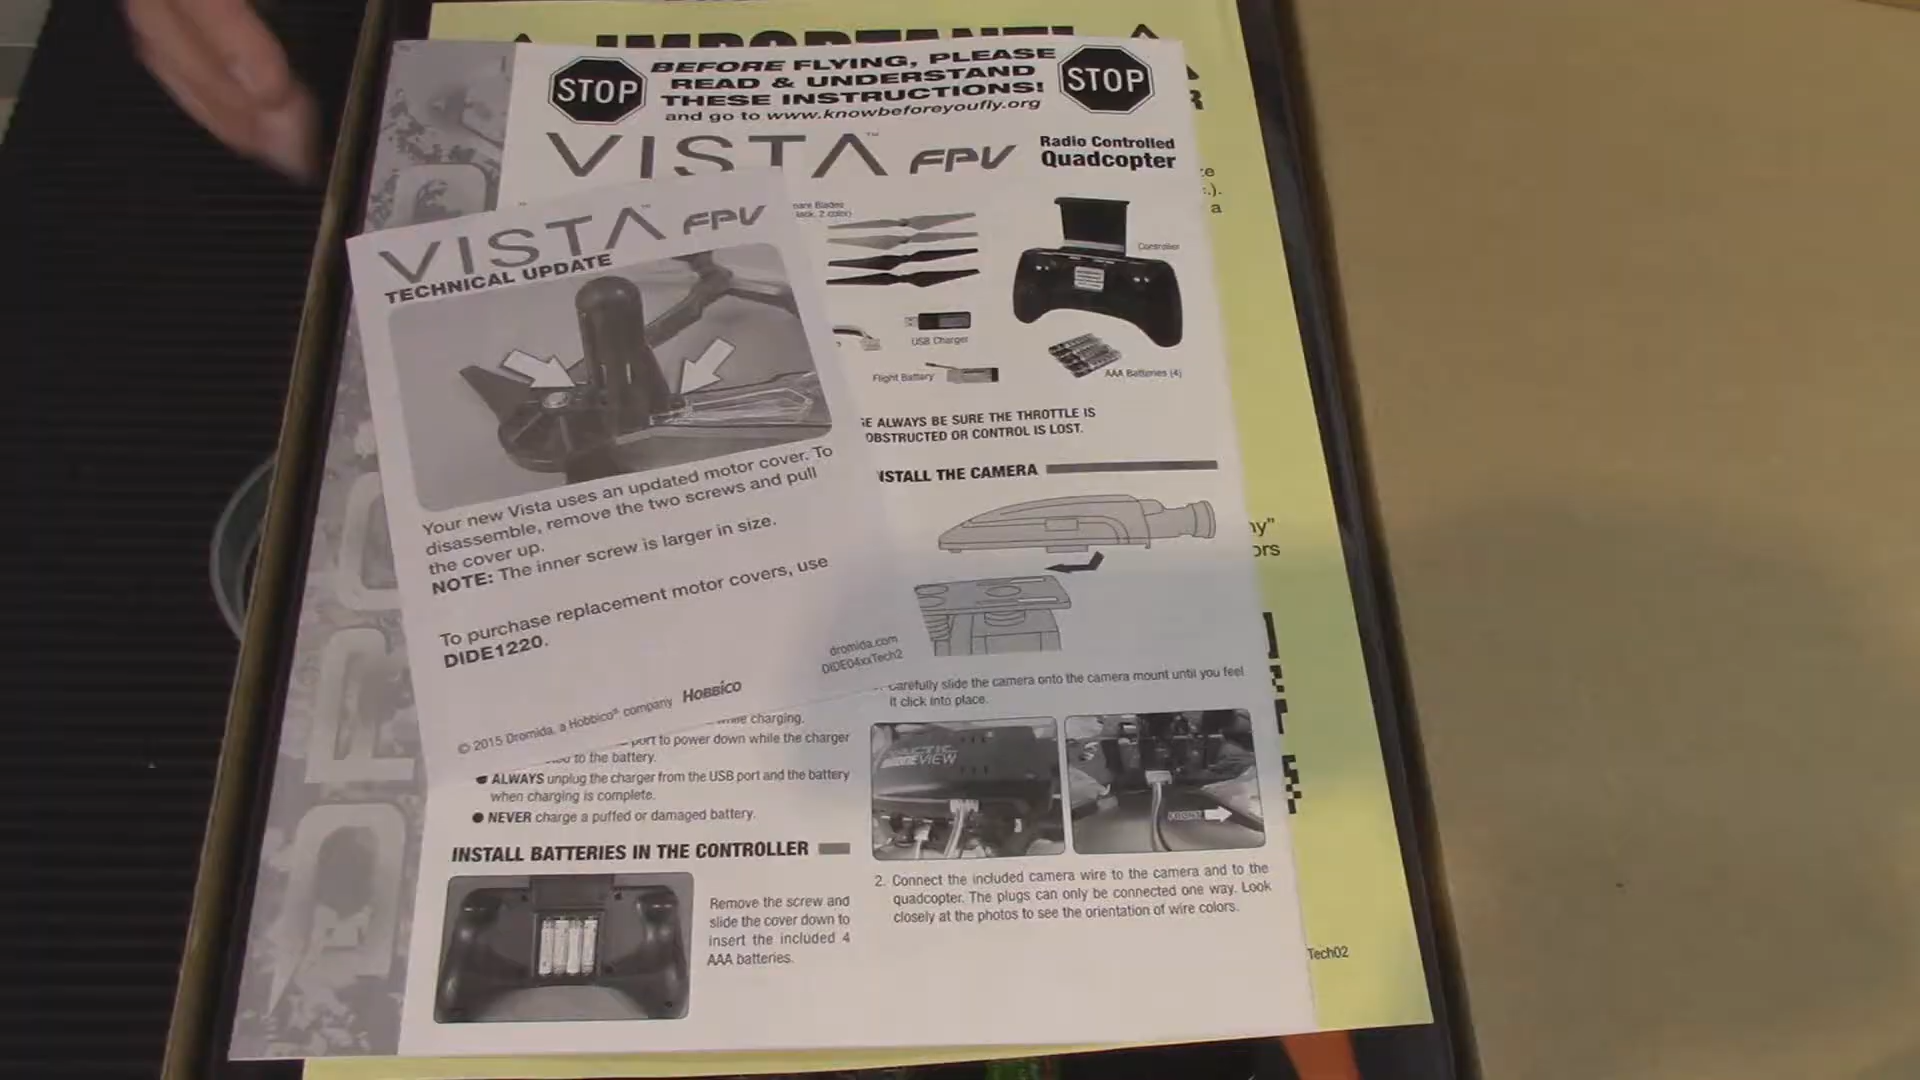 IMPORTANT!
STOP
BEFORE FLYING, PLEASE
READ & UNDERSTAND
THESE INSTRUCTIONS!
and go to www.knowbeforeyoufly.org
STOP
VISTA™ FPV
Radio Controlled
Quadcopter
VISTA™ FPV
TECHNICAL UPDATE
Your new Vista uses an updated motor cover. To
disassemble, remove the two screws and pull
the cover up.
NOTE: The inner screw is larger in size.
To purchase replacement motor covers, use
DIDE1220.
dromida.com
DIDE04xxTech2
© 2015 Dromida, a Hobbico® company HOBBICO
Blades
2 color)
Controller
USB Charger
Flight Battery
AAA Batteries (4)
ALWAYS BE SURE THE THROTTLE IS
OBSTRUCTED OR CONTROL IS LOST.
THE CAMERA
Carefully slide the camera onto the camera mount until you feel
it click into place.
FRONT
2. Connect the included camera wire to the camera and to the
quadcopter. The plugs can only be connected one way. Look
closely at the photos to see the orientation of wire colors.
while charging.
port to power down while the charger
to the battery.
● ALWAYS unplug the charger from the USB port and the battery
when charging is complete.
● NEVER charge a puffed or damaged battery.
INSTALL BATTERIES IN THE CONTROLLER
Remove the screw and
slide the cover down to
insert the included 4
AAA batteries.
Tech02